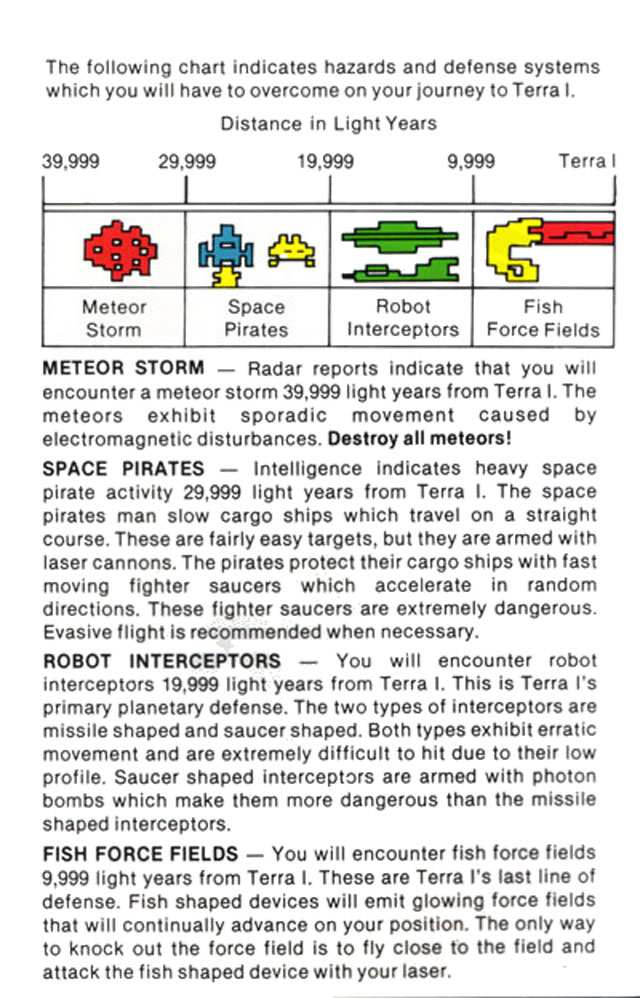 The following chart indicates hazards and defense systems
which you will have to overcome on your journey to Terra I.
Distance in Light Years
39,999 29,999 19,999 9,999 Terra I
Meteor Storm
Space Pirates
Robot Interceptors
Fish Force Fields
METEOR STORM — Radar reports indicate that you will
encounter a meteor storm 39,999 light years from Terra I. The
meteors exhibit sporadic movement caused by
electromagnetic disturbances. Destroy all meteors!
SPACE PIRATES — Intelligence indicates heavy space
pirate activity 29,999 light years from Terra I. The space
pirates man slow cargo ships which travel on a straight
course. These are fairly easy targets, but they are armed with
laser cannons. The pirates protect their cargo ships with fast
moving fighter saucers which accelerate in random
directions. These fighter saucers are extremely dangerous.
Evasive flight is recommended when necessary.
ROBOT INTERCEPTORS — You will encounter robot
interceptors 19,999 light years from Terra I. This is Terra I's
primary planetary defense. The two types of interceptors are
missile shaped and saucer shaped. Both types exhibit erratic
movement and are extremely difficult to hit due to their low
profile. Saucer shaped interceptors are armed with photon
bombs which make them more dangerous than the missile
shaped interceptors.
FISH FORCE FIELDS — You will encounter fish force fields
9,999 light years from Terra I. These are Terra I's last line of
defense. Fish shaped devices will emit glowing force fields
that will continually advance on your position. The only way
to knock out the force field is to fly close to the field and
attack the fish shaped device with your laser.